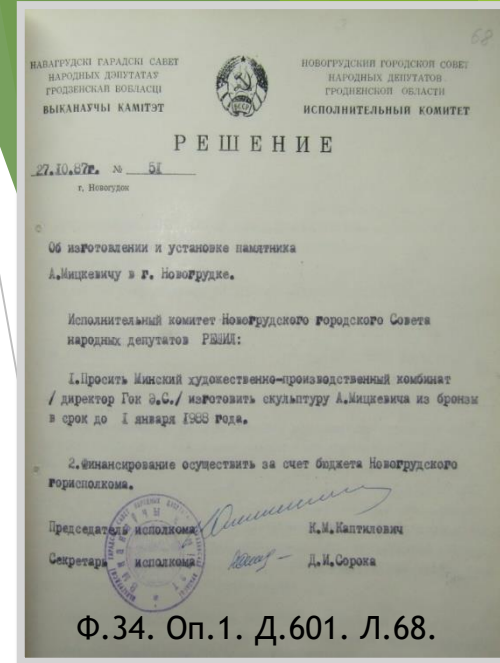 68
НАВАГРУДСКІ ГАРАДСКІ САВЕТ
НАРОДНЫХ ДЭПУТАТАЎ
ГРОДЗЕНСКАЙ ВОБЛАСЦІ
ВЫКАНАЎЧЫ КАМІТЭТ
НОВОГРУДСКИЙ ГОРОДСКОЙ СОВЕТ
НАРОДНЫХ ДЕПУТАТОВ
ГРОДНЕНСКОЙ ОБЛАСТИ
ИСПОЛНИТЕЛЬНЫЙ КОМИТЕТ
РЕШЕНИЕ
27.10.87г. № 51
г. Новогрудок
Об изготовлении и установке памятника
А.Мицкевичу в г. Новогрудке.
Исполнительный комитет Новогрудского городского Совета
народных депутатов РЕШИЛ:
I.Просить Минский художественно-производственный комбинат
/ директор Гок Э.С./ изготовить скульптуру А.Мицкевича из бронзы
в срок до I января 1988 года.
2.Финансирование осуществить за счет бюджета Новогрудского
горисполкома.
Председатель исполкома К.М.Каптилович
Секретарь исполкома Д.И.Сорока
Ф.34. Оп.1. Д.601. Л.68.